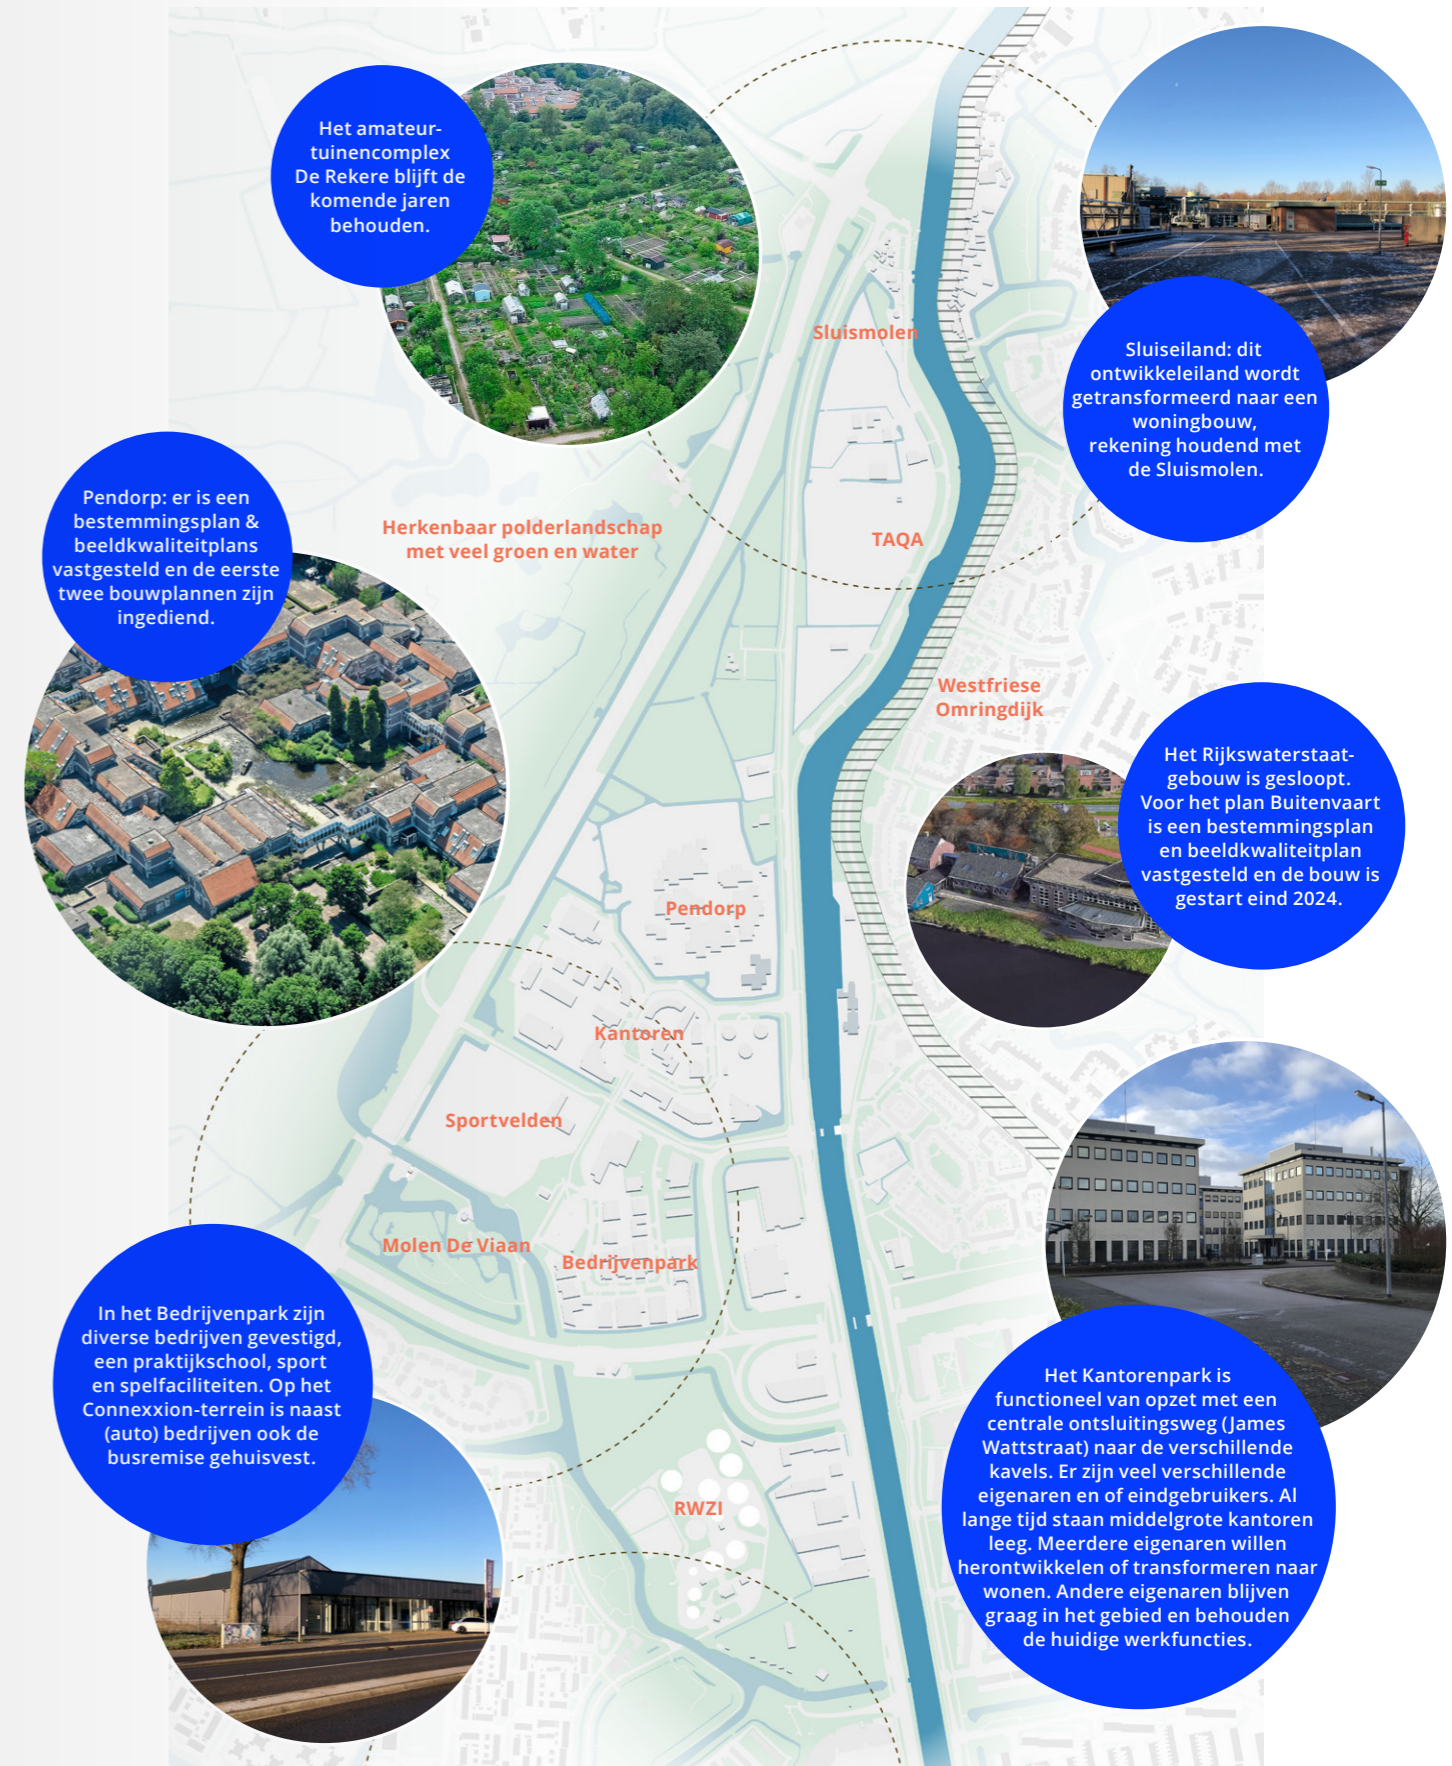 Het amateur-
tuinencomplex
De Rekere blijft de
komende jaren
behouden.
Sluismolen
Sluiseiland: dit
ontwikkeleiland wordt
getransformeerd naar een
woningbouw,
rekening houdend met
de Sluismolen.
Pendorp: er is een
bestemmingsplan &
beeldkwaliteitplans
vastgesteld en de eerste
twee bouwplannen zijn
ingediend.
Herkenbaar polderlandschap
met veel groen en water
TAQA
Westfriese
Omringdijk
Het Rijkswaterstaat-
gebouw is gesloopt.
Voor het plan Buitenvaart
is een bestemmingsplan
en beeldkwaliteitplan
vastgesteld en de bouw is
gestart eind 2024.
Pendorp
Kantoren
Sportvelden
Molen De Viaan
Bedrijvenpark
In het Bedrijvenpark zijn
diverse bedrijven gevestigd,
een praktijkschool, sport
en spelfaciliteiten. Op het
Connexxion-terrein is naast
(auto) bedrijven ook de
busremise gehuisvest.
Het Kantorenpark is
functioneel van opzet met een
centrale ontsluitingsweg (James
Wattstraat) naar de verschillende
kavels. Er zijn veel verschillende
eigenaren en of eindgebruikers. Al
lange tijd staan middelgrote kantoren
leeg. Meerdere eigenaren willen
herontwikkelen of transformeren naar
wonen. Andere eigenaren blijven
graag in het gebied en behouden
de huidige werkfuncties.
RWZI